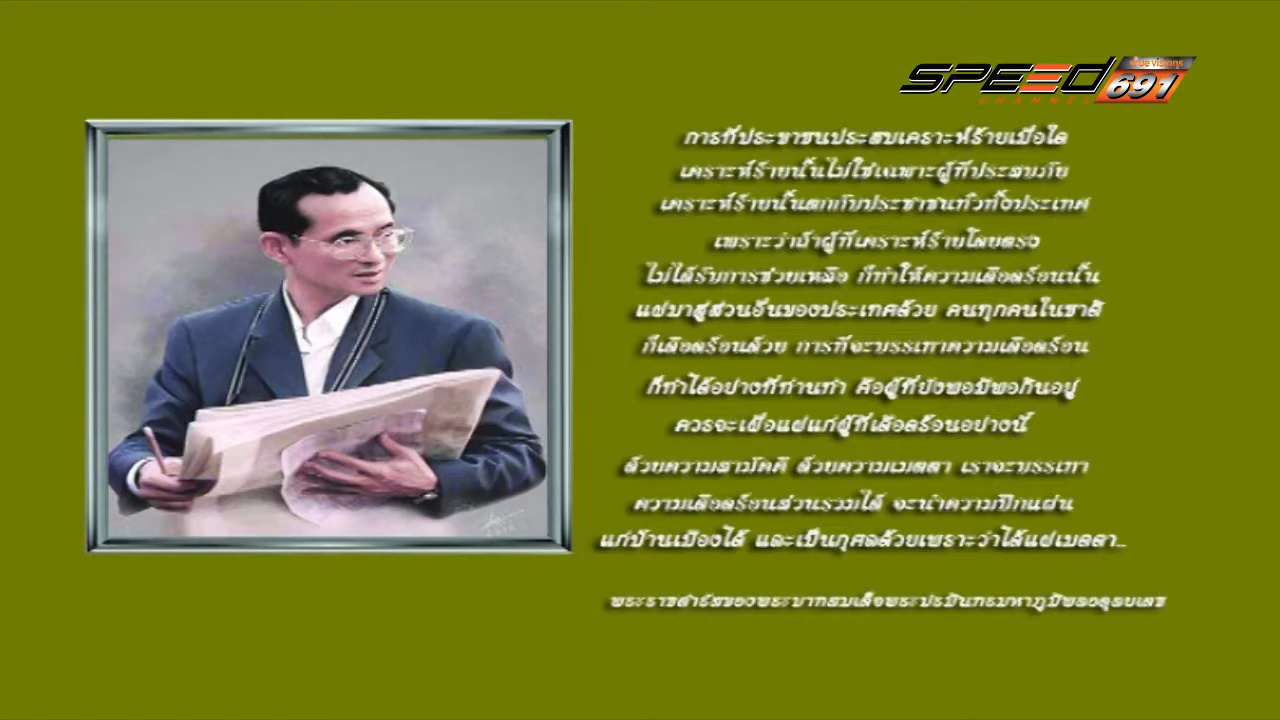 true visions
SPEED 691
CHANNEL
การที่ประชาชนประสบเคราะห์ร้ายเมื่อใด
เคราะห์ร้ายนั้นไม่ใช่เฉพาะผู้ที่ประสบภัย
เคราะห์ร้ายนั้นตกกับประชาชนทั่วทั้งประเทศ
เพราะว่าถ้าผู้ที่เคราะห์ร้ายโดยตรง
ไม่ได้รับการช่วยเหลือ ก็ทำให้ความเดือดร้อนนั้น
แผ่มาสู่ส่วนอื่นของประเทศด้วย คนทุกคนในชาติ
ก็เดือดร้อนด้วย การที่จะบรรเทาความเดือดร้อน
ก็ทำได้อย่างที่ท่านทำ คือผู้ที่ยังพอมีพอกินอยู่
ควรจะเผื่อแผ่แก่ผู้ที่เดือดร้อนอย่างนี้
ด้วยความสามัคคี ด้วยความเมตตา เราจะบรรเทา
ความเดือดร้อนส่วนรวมได้ จะนำความปึกแผ่น
แก่บ้านเมืองได้ และเป็นกุศลด้วยเพราะว่าได้แผ่เมตตา...
พระราชดำรัสของพระบาทสมเด็จพระปรมินทรมหาภูมิพลอดุลยเดช